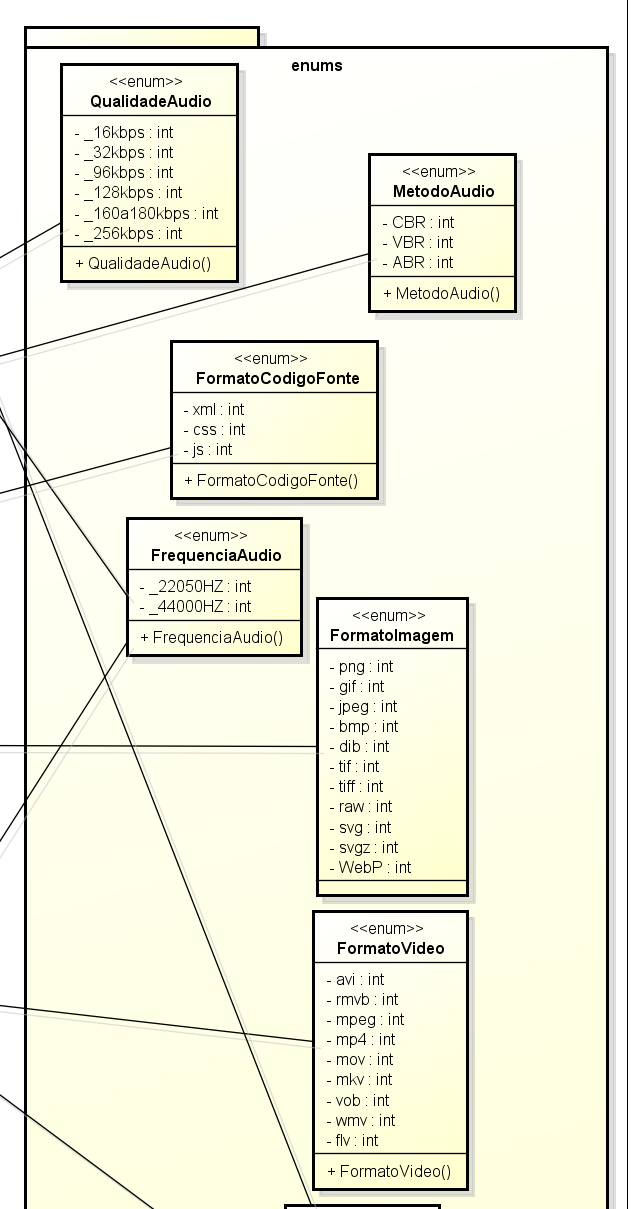 enums
<<enum>>
QualidadeAudio
- _16kbps : int
- _32kbps : int
- _96kbps : int
- _128kbps : int
- _160a180kbps : int
- _256kbps : int
+ QualidadeAudio()
<<enum>>
MetodoAudio
- CBR : int
- VBR : int
- ABR : int
+ MetodoAudio()
<<enum>>
FormatoCodigoFonte
- xml : int
- css : int
- js : int
+ FormatoCodigoFonte()
<<enum>>
FrequenciaAudio
- _22050HZ : int
- _44000HZ : int
+ FrequenciaAudio()
<<enum>>
FormatoImagem
- png : int
- gif : int
- jpeg : int
- bmp : int
- dib : int
- tif : int
- tiff : int
- raw : int
- svg : int
- svgz : int
- WebP : int
<<enum>>
FormatoVideo
- avi : int
- rmvb : int
- mpeg : int
- mp4 : int
- mov : int
- mkv : int
- vob : int
- wmv : int
- flv : int
+ FormatoVideo()